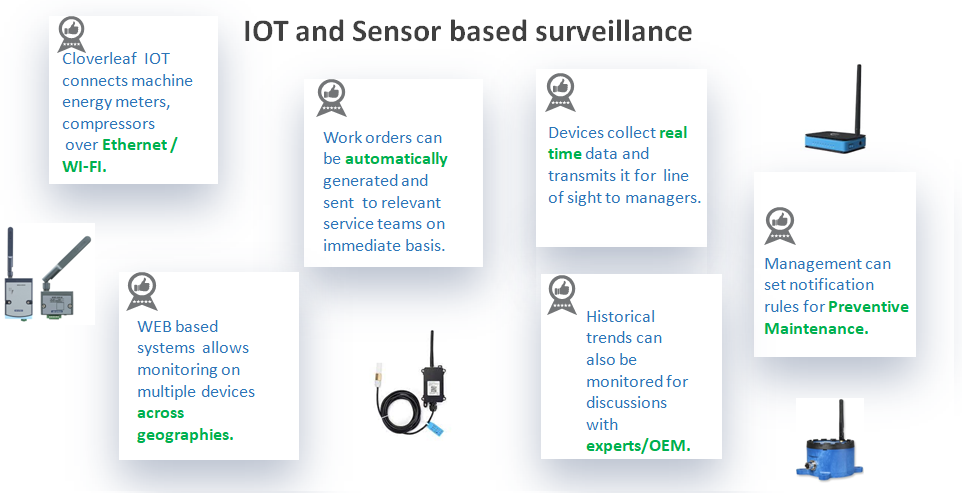 IOT and Sensor based surveillance
Cloverleaf IOT
connects machine
energy meters,
compressors
over Ethernet /
WI-FI.
WEB based
systems allows
monitoring on
multiple devices
across
geographies.
Work orders can
be automatically
generated and
sent to relevant
service teams on
immediate basis.
Devices collect real
time data and
transmits it for line
of sight to managers.
Historical
trends can
also be
monitored for
discussions
with
experts/OEM.
Management can
set notification
rules for Preventive
Maintenance.